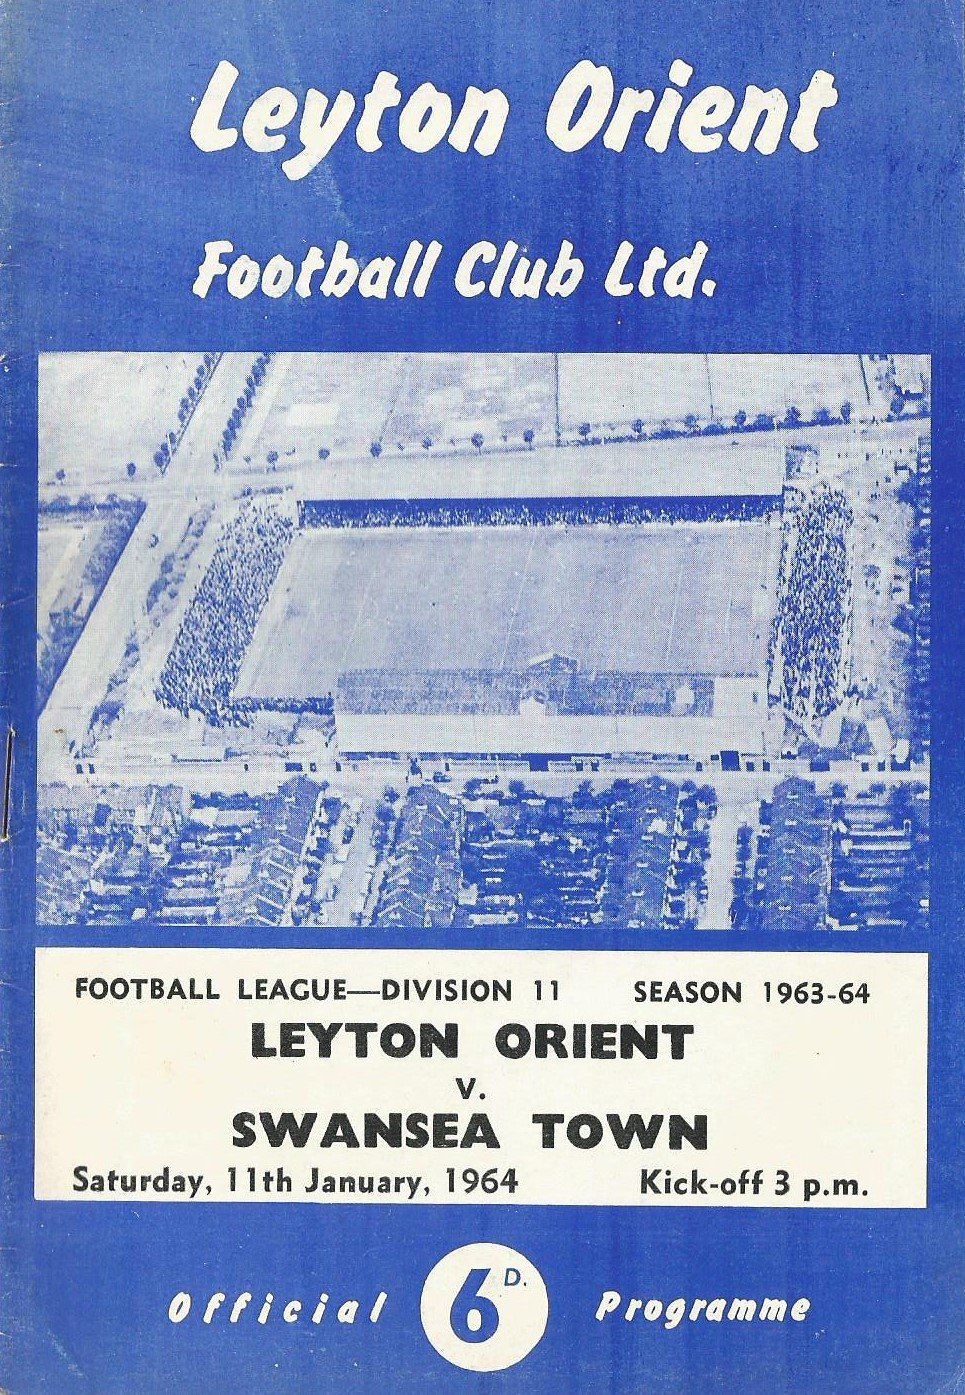 Leyton Orient
Football Club Ltd.
FOOTBALL LEAGUE—DIVISION 11 SEASON 1963-64
LEYTON ORIENT
V.
SWANSEA TOWN
Saturday, 11th January, 1964 Kick-off 3 p.m.
Official 6D. Programme